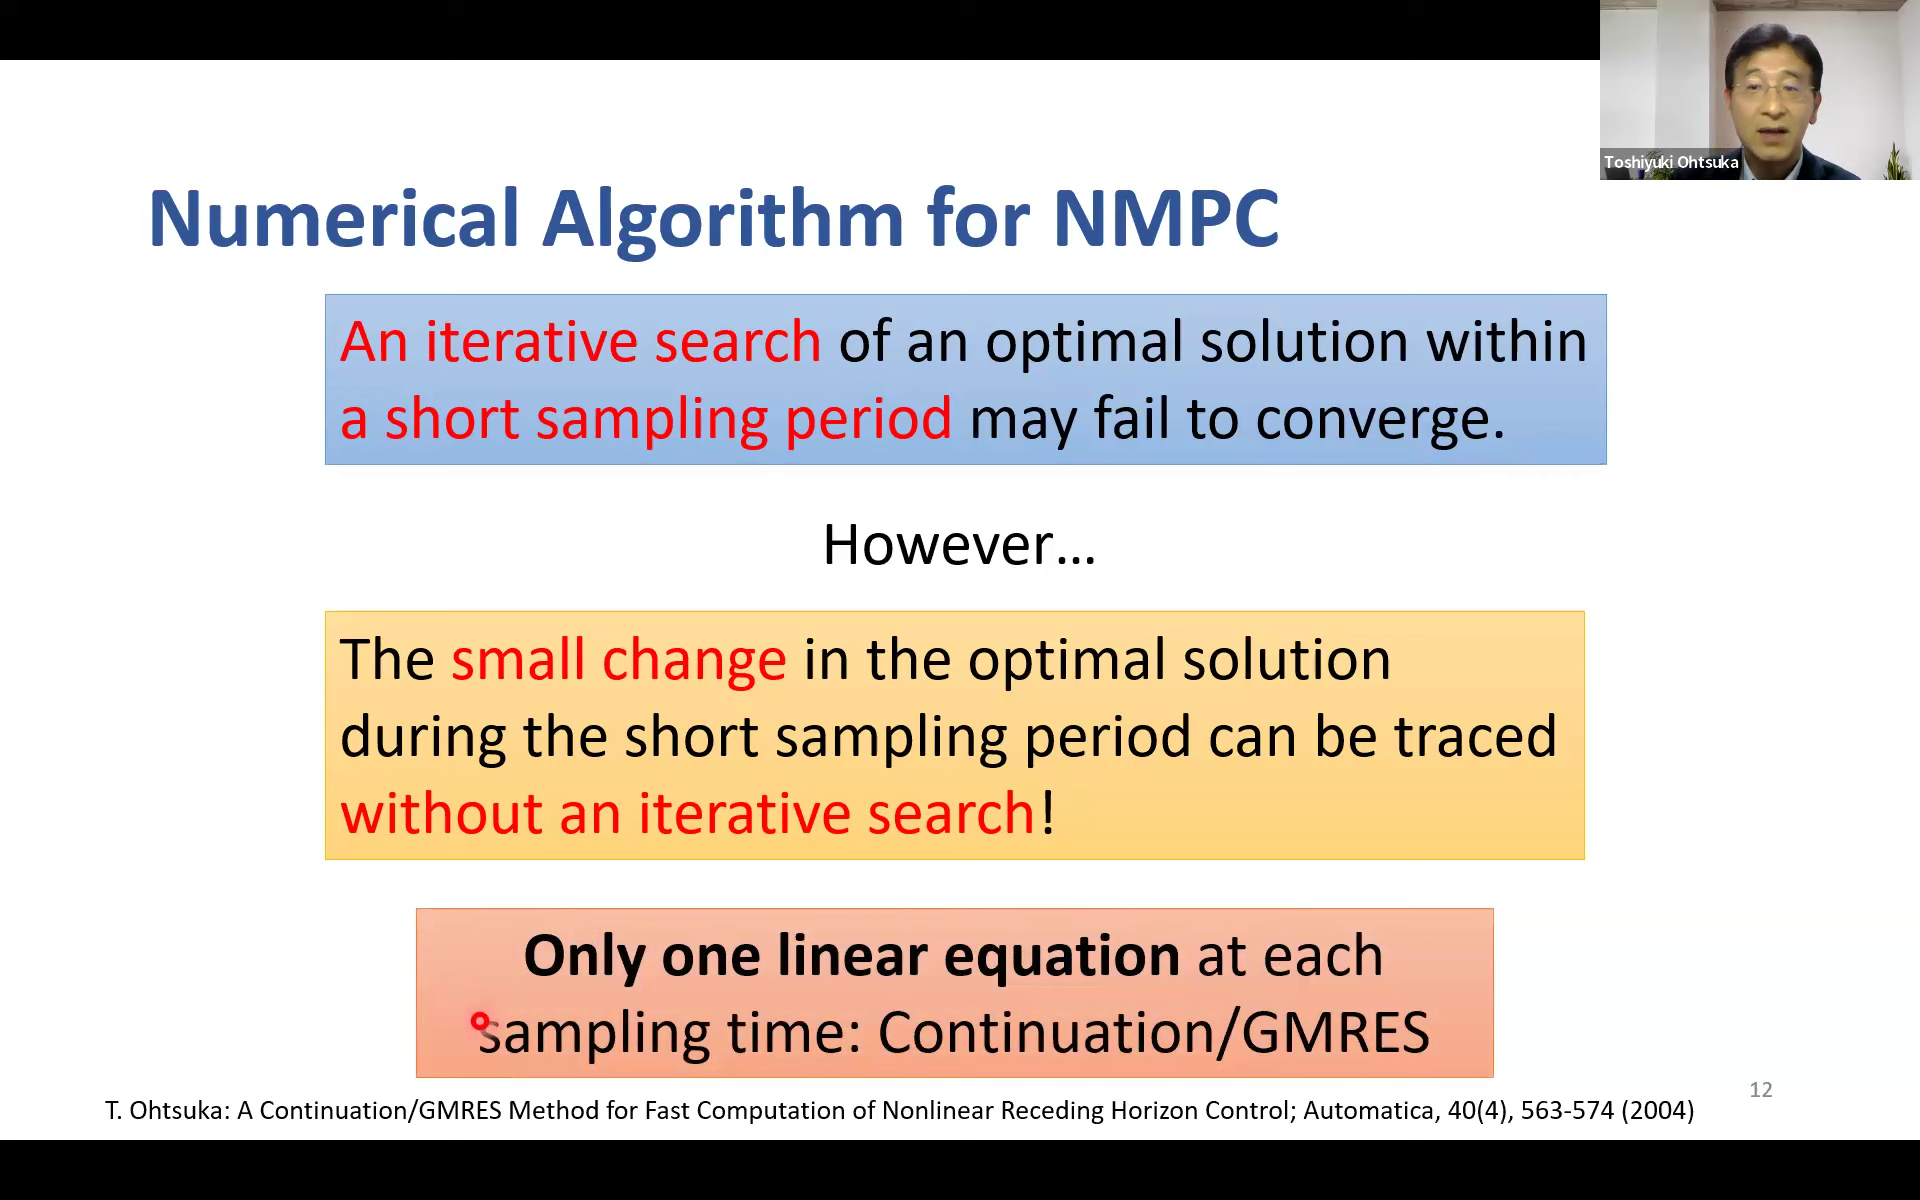 Toshiyuki Ohtsuka
Numerical Algorithm for NMPC
An iterative search of an optimal solution within
a short sampling period may fail to converge.
However...
The small change in the optimal solution
during the short sampling period can be traced
without an iterative search!
Only one linear equation at each
sampling time: Continuation/GMRES
12
T. Ohtsuka: A Continuation/GMRES Method for Fast Computation of Nonlinear Receding Horizon Control; Automatica, 40(4), 563-574 (2004)